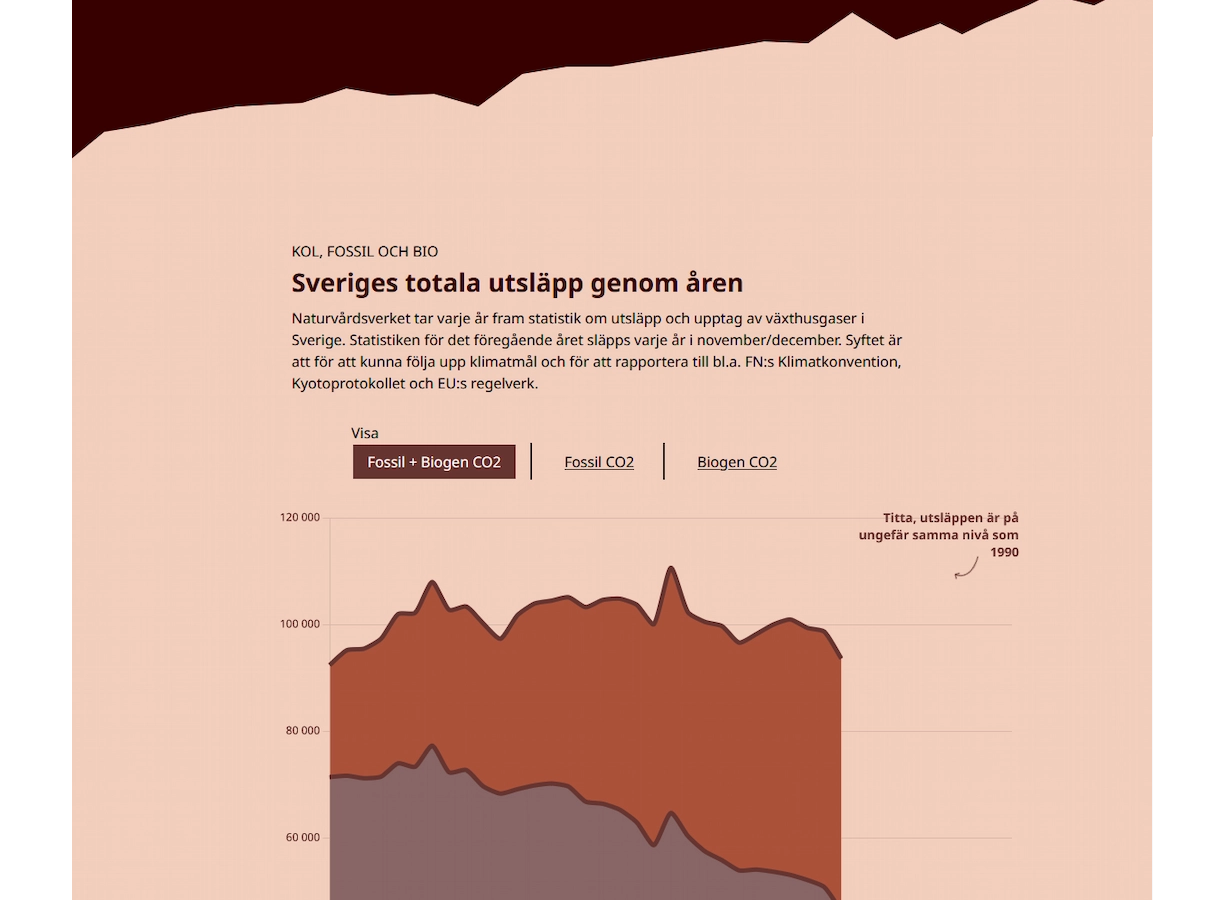 KOL, FOSSIL OCH BIO
Sveriges totala utsläpp genom åren
Naturvårdsverket tar varje år fram statistik om utsläpp och upptag av växthusgaser i
Sverige. Statistiken för det föregående året släpps varje år i november/december. Syftet är
att för att kunna följa upp klimatmål och för att rapportera till bl.a. FN:s Klimatkonvention,
Kyotoprotokollet och EU:s regelverk.
Visa
Fossil + Biogen CO2
Fossil CO2
Biogen CO2
120 000
Titta, utsläppen är på
ungefär samma nivå som
1990
100 000
80 000
60 000